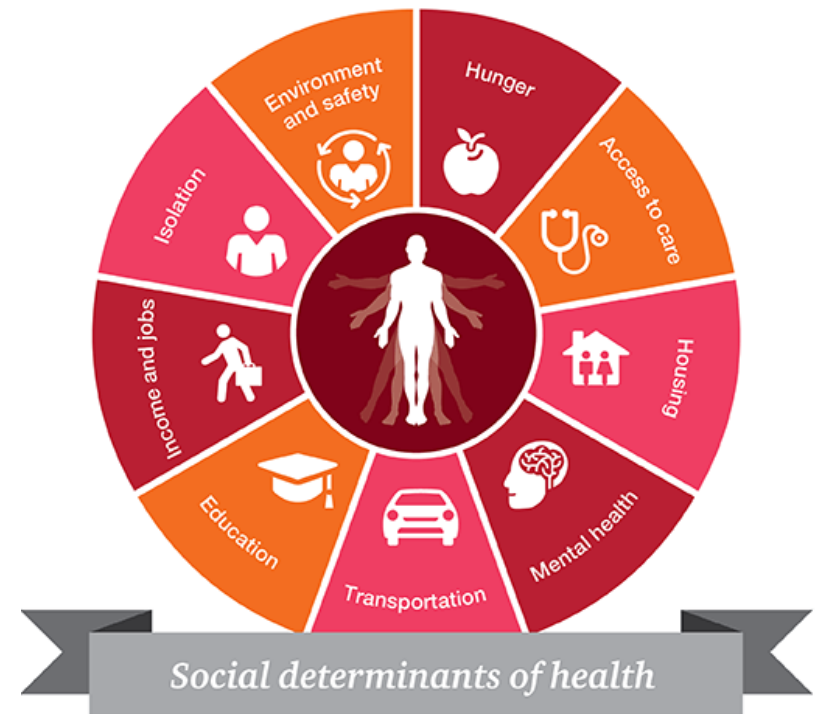 Environment
and safety
Hunger
Access to care
Housing
Mental health
Transportation
Education
Income and jobs
Isolation
Social determinants of health